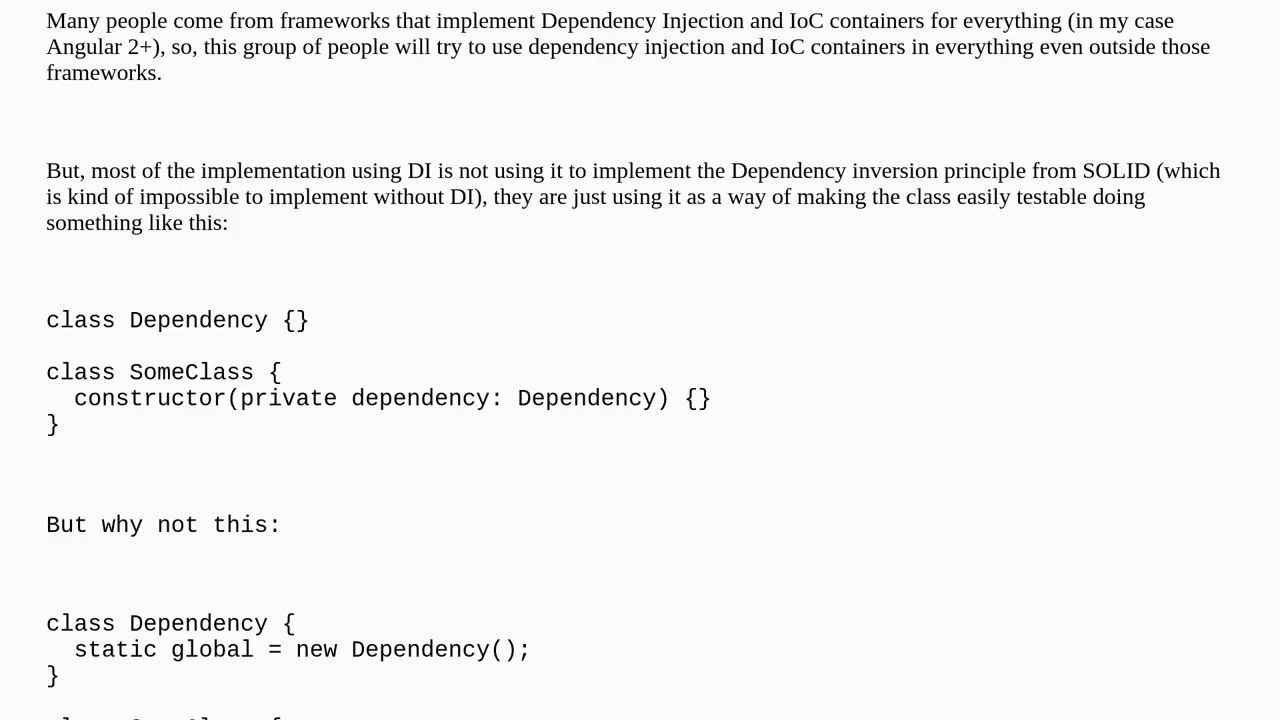 Many people come from frameworks that implement Dependency Injection and IoC containers for everything (in my case
Angular 2+), so, this group of people will try to use dependency injection and IoC containers in everything even outside those
frameworks.
But, most of the implementation using DI is not using it to implement the Dependency inversion principle from SOLID (which
is kind of impossible to implement without DI), they are just using it as a way of making the class easily testable doing
something like this:
class Dependency {}
class SomeClass {
  constructor(private dependency: Dependency) {}
}
But why not this:
class Dependency {
  static global = new Dependency();
}